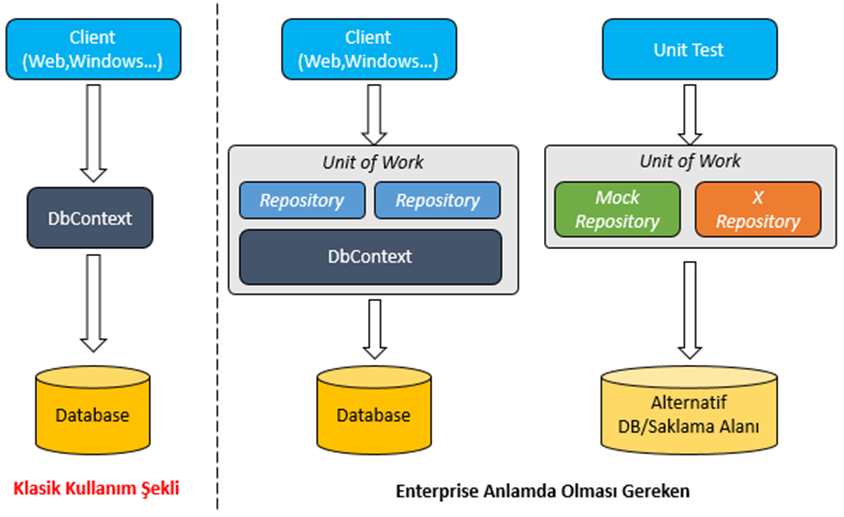 Client
(Web,Windows...)
DbContext
Database
Klasik Kullanım Şekli
Client
(Web,Windows...)
Unit of Work
Repository
Repository
DbContext
Database
Unit Test
Unit of Work
Mock
Repository
X
Repository
Alternatif
DB/Saklama Alanı
Enterprise Anlamda Olması Gereken